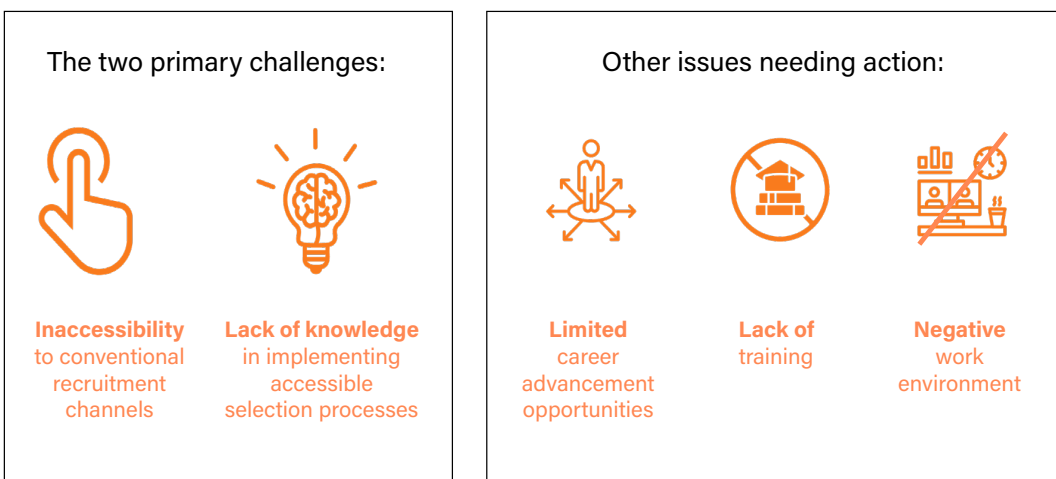 The two primary challenges:
Inaccessibility
to conventional
recruitment
channels
Lack of knowledge
in implementing
accessible
selection processes
Other issues needing action:
Limited
career
advancement
opportunities
Lack of
training
Negative
work
environment